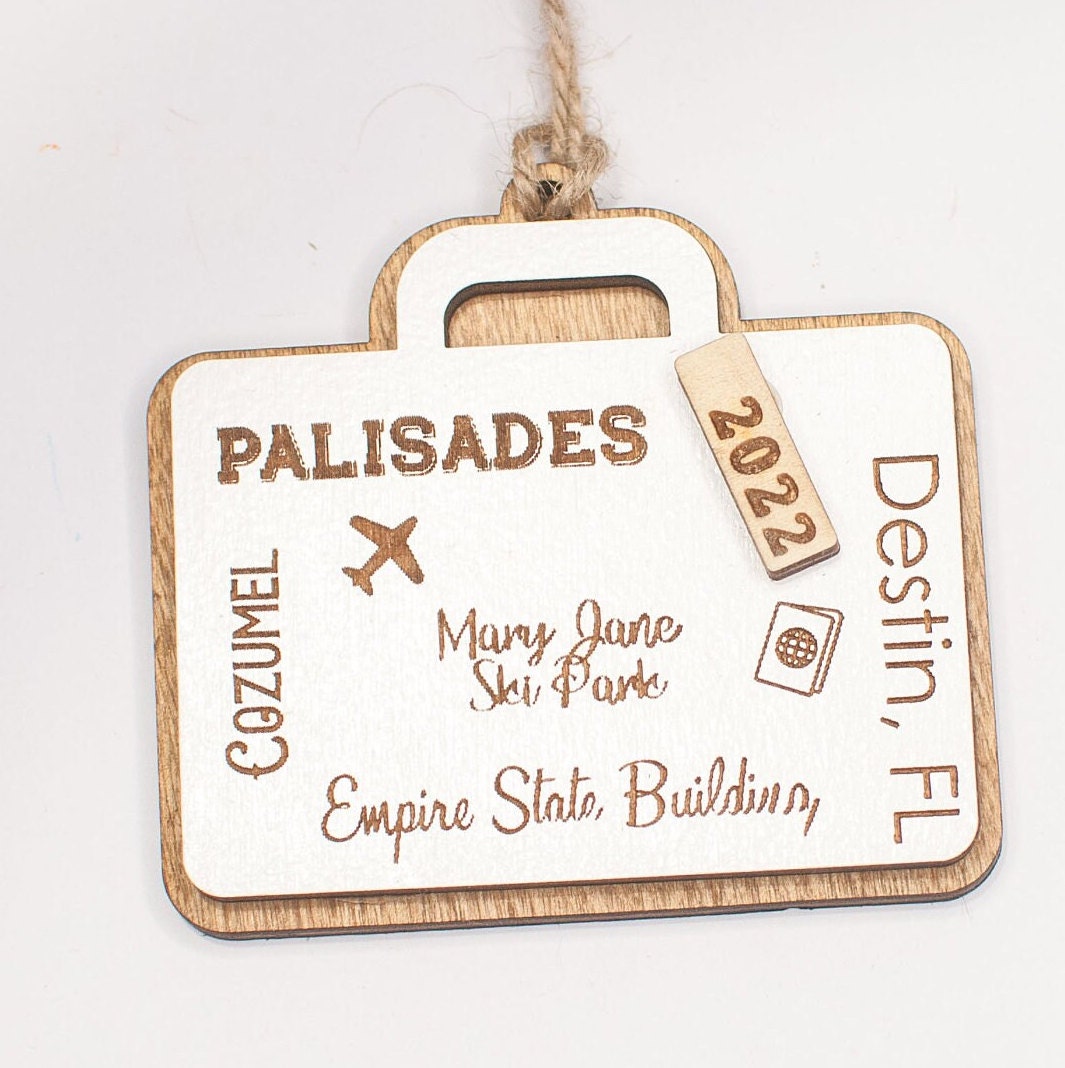 PALISADES
2022
Destin, FL
COZUMEL
Mary Jane
Ski Park
Empire State Building